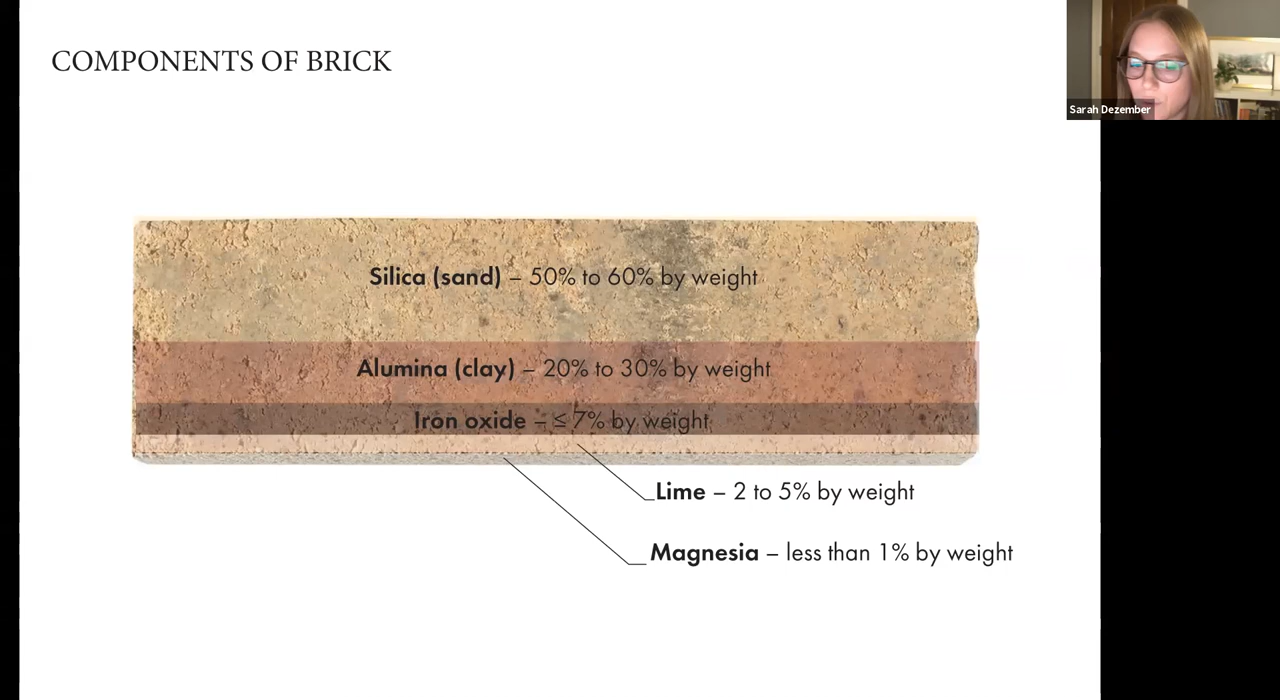 COMPONENTS OF BRICK
Sarah Dezember
Silica (sand) – 50% to 60% by weight
Alumina (clay) – 20% to 30% by weight
Iron oxide – ≤ 7% by weight
Lime – 2 to 5% by weight
Magnesia – less than 1% by weight